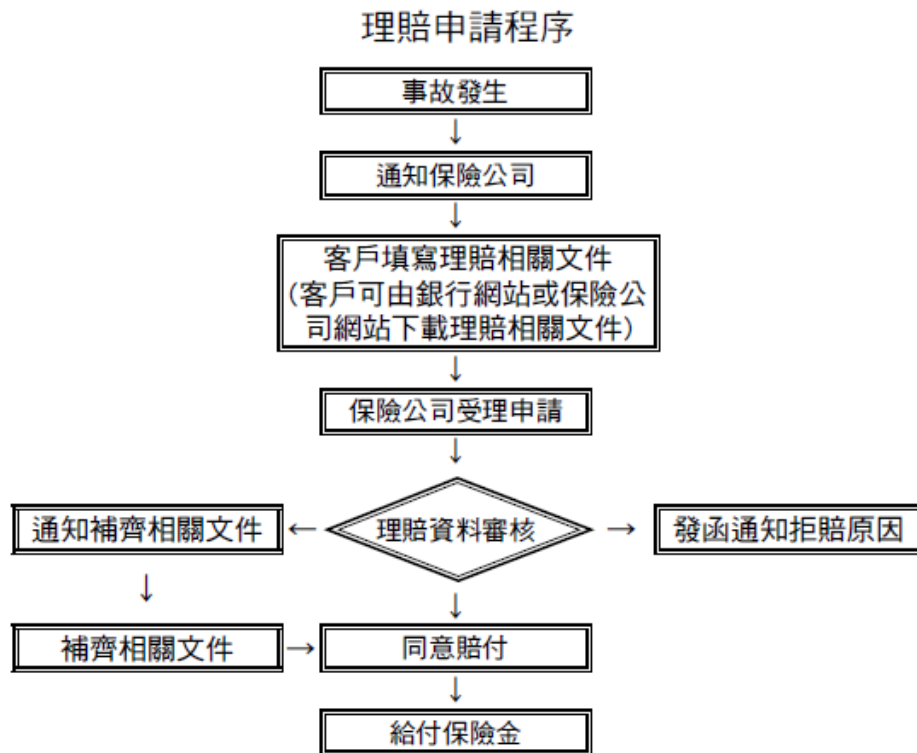 理賠申請程序
事故發生
↓
通知保險公司
↓
客戶填寫理賠相關文件
(客戶可由銀行網站或保險公
司網站下載理賠相關文件)
↓
保險公司受理申請
↓
通知補齊相關文件 ← 理賠資料審核 → 發函通知拒賠原因
↓ ↓
補齊相關文件 → 同意賠付
↓
給付保險金